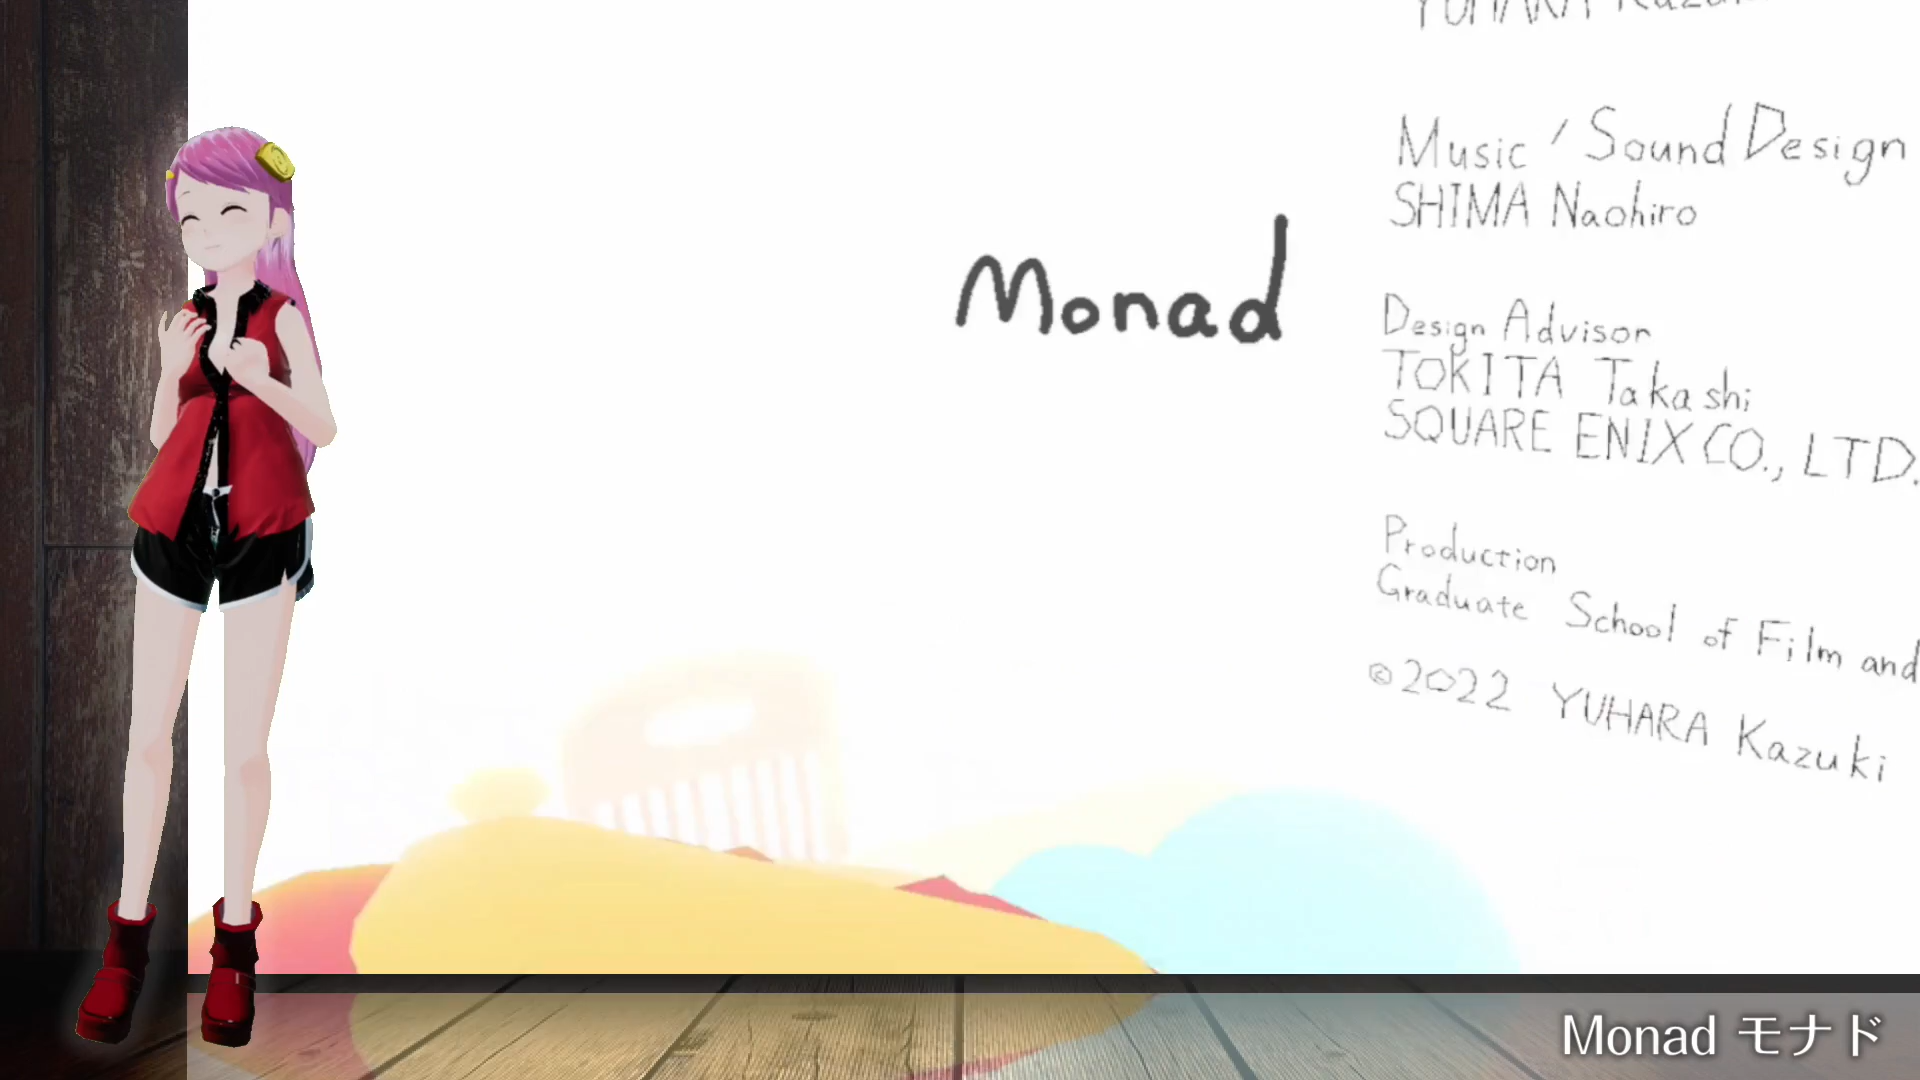 Monad
Music / Sound Design
SHIMA Naohiro
Design Advisor
TOKITA Takashi
SQUARE ENIX CO., LTD.
Production
Graduate School of Film and
©2022 YUHARA Kazuki
Monad モナド